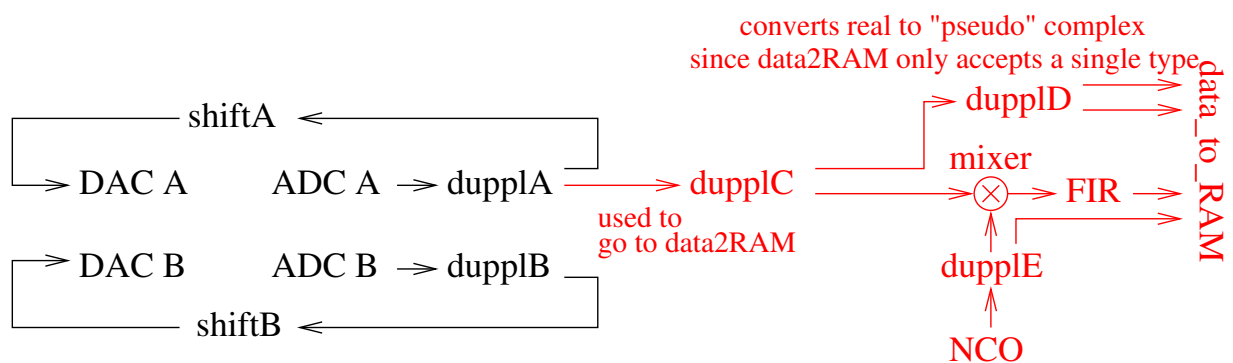 converts real to "pseudo" complex
since data2RAM only accepts a single type
dupplD
data_to_RAM
shiftA
mixer
DAC A
ADC A
dupplA
dupplC
FIR
used to
go to data2RAM
DAC B
ADC B
dupplB
dupplE
shiftB
NCO